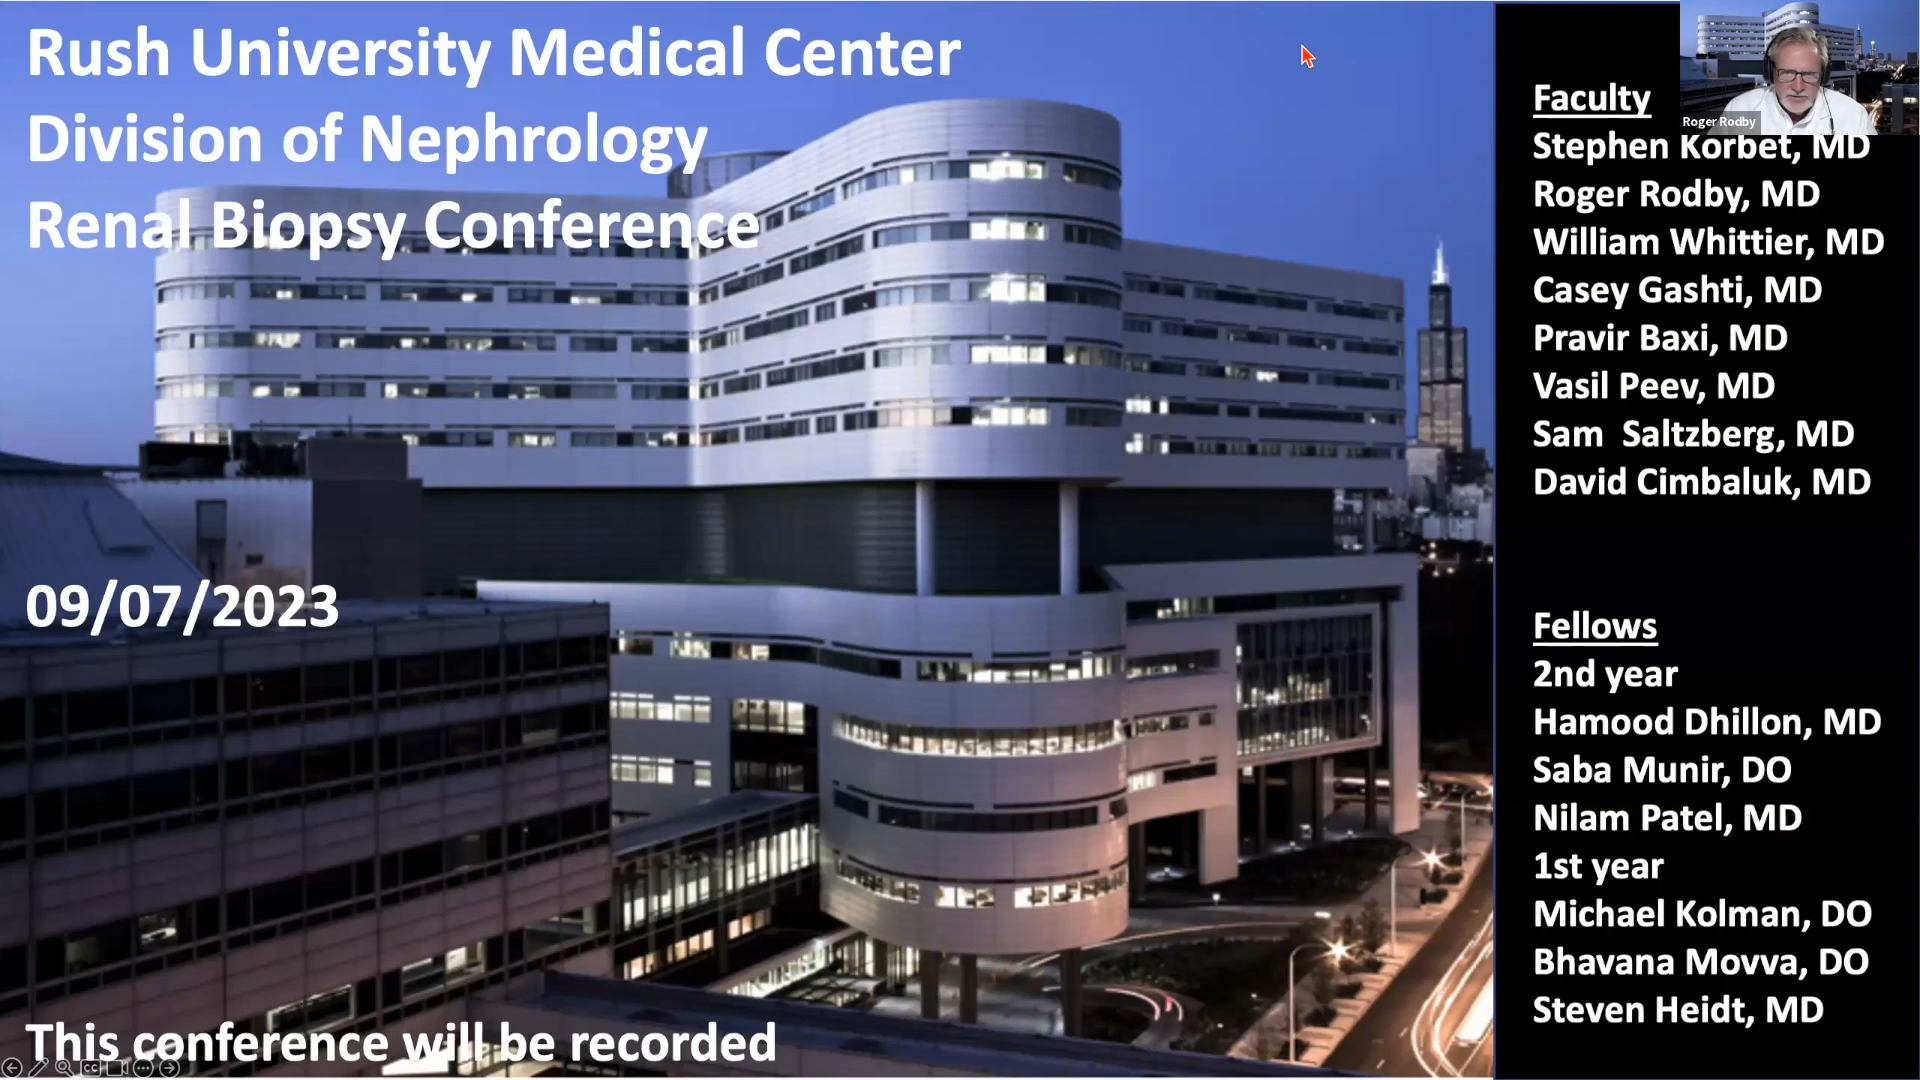 Rush University Medical Center
Division of Nephrology
Renal Biopsy Conference
09/07/2023
This conference will be recorded
Faculty
Stephen Korbet, MD
Roger Rodby, MD
William Whittier, MD
Casey Gashti, MD
Pravir Baxi, MD
Vasil Peev, MD
Sam  Saltzberg, MD
David Cimbaluk, MD
Fellows
2nd year
Hamood Dhillon, MD
Saba Munir, DO
Nilam Patel, MD
1st year
Michael Kolman, DO
Bhavana Movva, DO
Steven Heidt, MD
Roger Rodby
CC